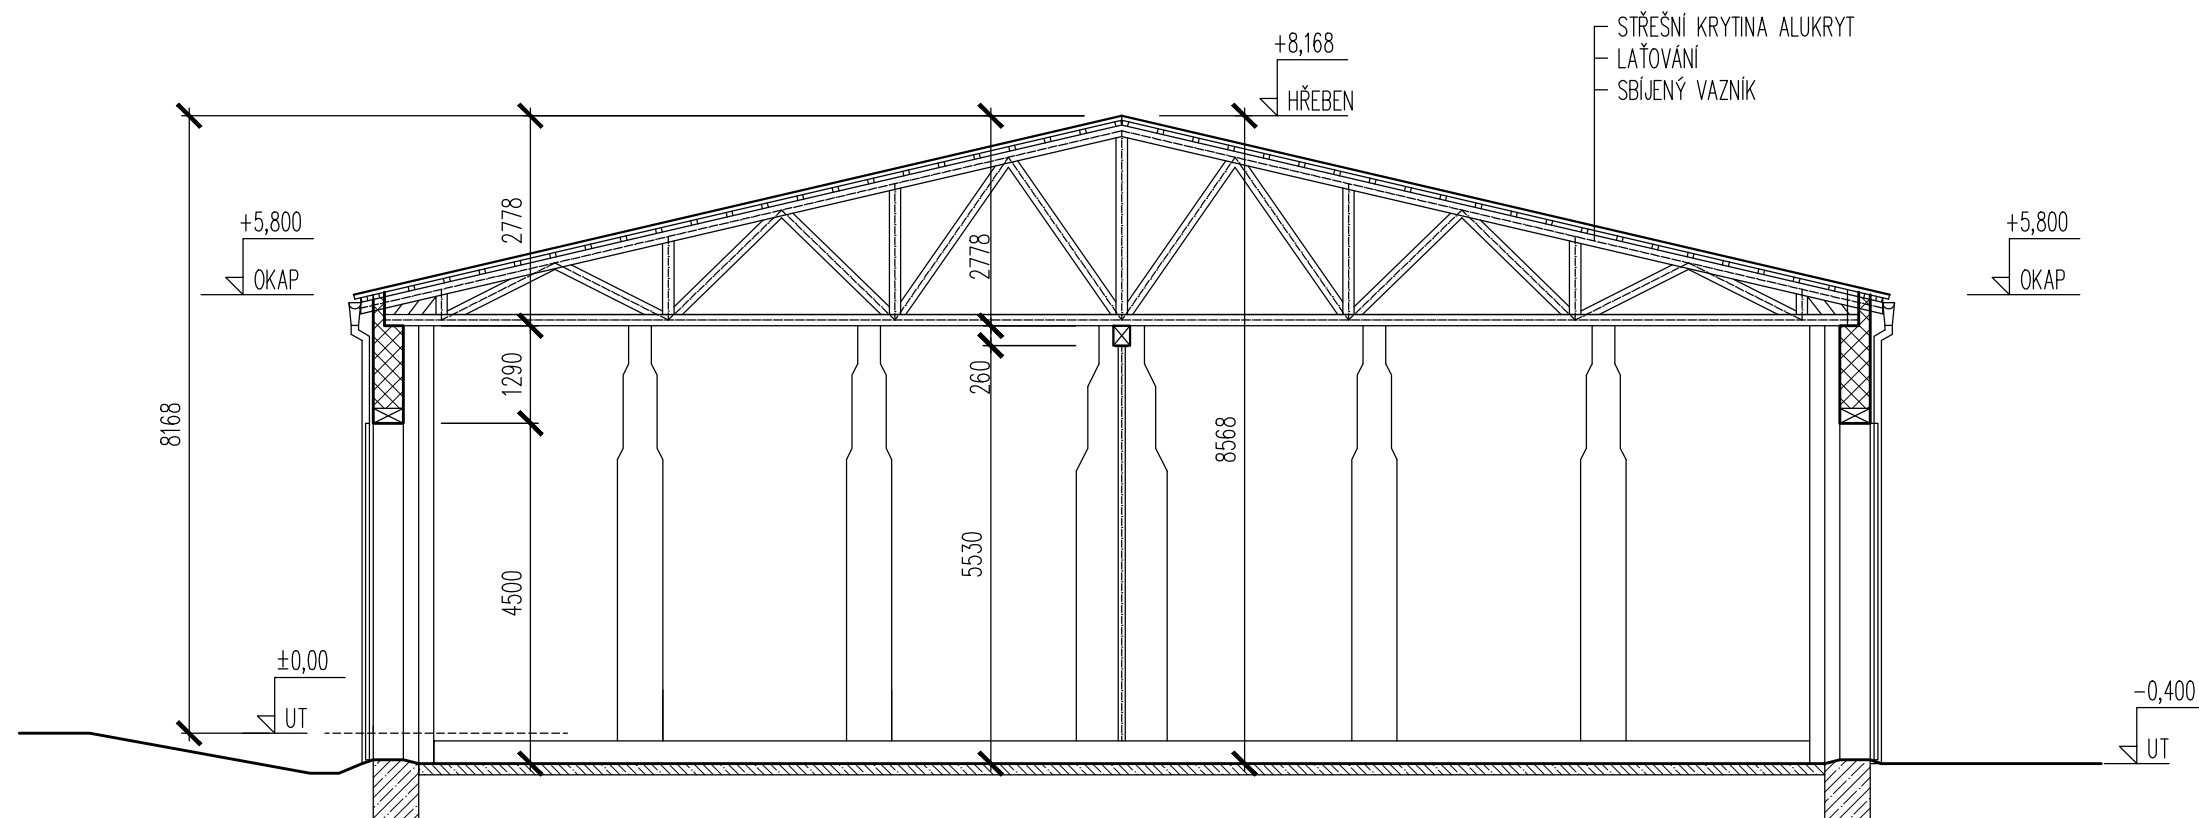 STŘEŠNÍ KRYTINA ALUKRYT
LAŤOVÁNÍ
SBÍJENÝ VAZNÍK
+8,168
HŘEBEN
+5,800
OKAP
+5,800
OKAP
2778
2778
1290
260
8168
8568
4500
5530
±0,00
UT
-0,400
UT